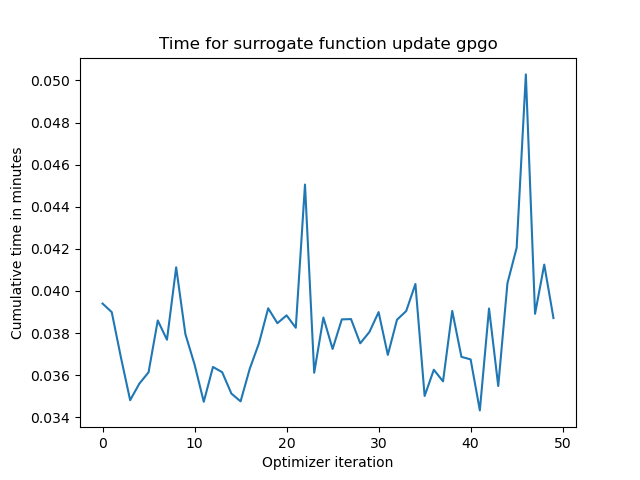 Time for surrogate function update gpgo
Cumulative time in minutes
0.050
0.048
0.046
0.044
0.042
0.040
0.038
0.036
0.034
0 10 20 30 40 50
Optimizer iteration